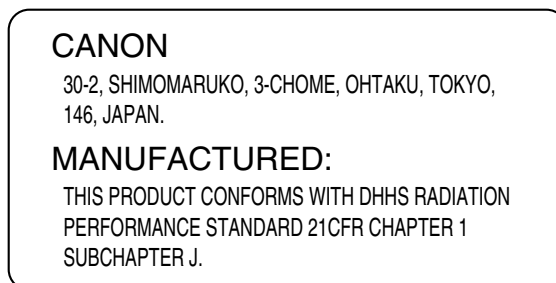 CANON
30-2, SHIMOMARUKO, 3-CHOME, OHTAKU, TOKYO,
146, JAPAN.
MANUFACTURED:
THIS PRODUCT CONFORMS WITH DHHS RADIATION
PERFORMANCE STANDARD 21CFR CHAPTER 1
SUBCHAPTER J.